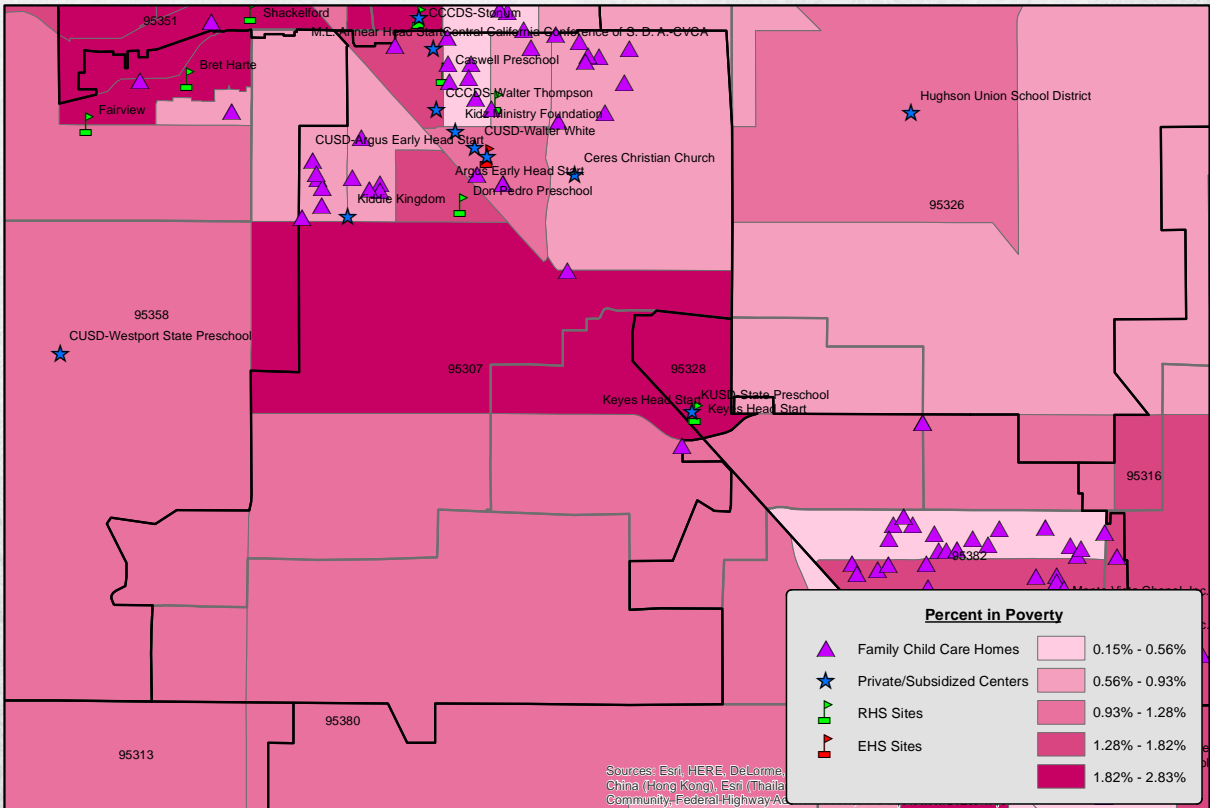 95351
Shackelford
CCCDS-Stonum
M.L. Annear Head Start
Central California Conference of S. D. A.-CVCA
Bret Harte
Caswell Preschool
Hughson Union School District
CCCDS-Walter Thompson
Fairview
Kidz Ministry Foundation
CUSD-Walter White
CUSD-Argus Early Head Start
Ceres Christian Church
Argus Early Head Start
Don Pedro Preschool
Kiddie Kingdom
95326
95358
CUSD-Westport State Preschool
95307
95328
KUSD-State Preschool
Keyes Head Start
Keyes Head Start
95316
95382
Percent in Poverty
Family Child Care Homes
0.15% - 0.56%
Private/Subsidized Centers
0.56% - 0.93%
RHS Sites
0.93% - 1.28%
EHS Sites
1.28% - 1.82%
1.82% - 2.83%
95380
95313
Sources: Esri, HERE, DeLorme,
China (Hong Kong), Esri
Community, Federal Highway